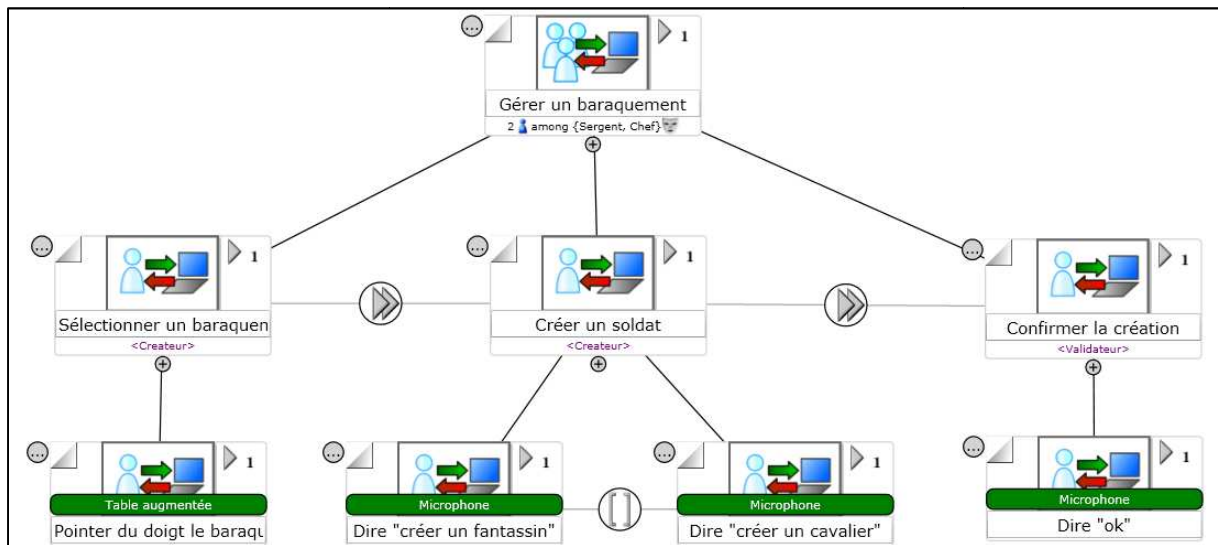 1
Gérer un baraquement
2 among {Sergent, Chef}
1
1
1
Sélectionner un baraquen
Créer un soldat
Confirmer la création
<Createur>
<Createur>
<Validateur>
1
1
1
1
Table augmentée
Microphone
Microphone
Microphone
Pointer du doigt le baraqu
Dire "créer un fantassin"
[]
Dire "créer un cavalier"
Dire "ok"